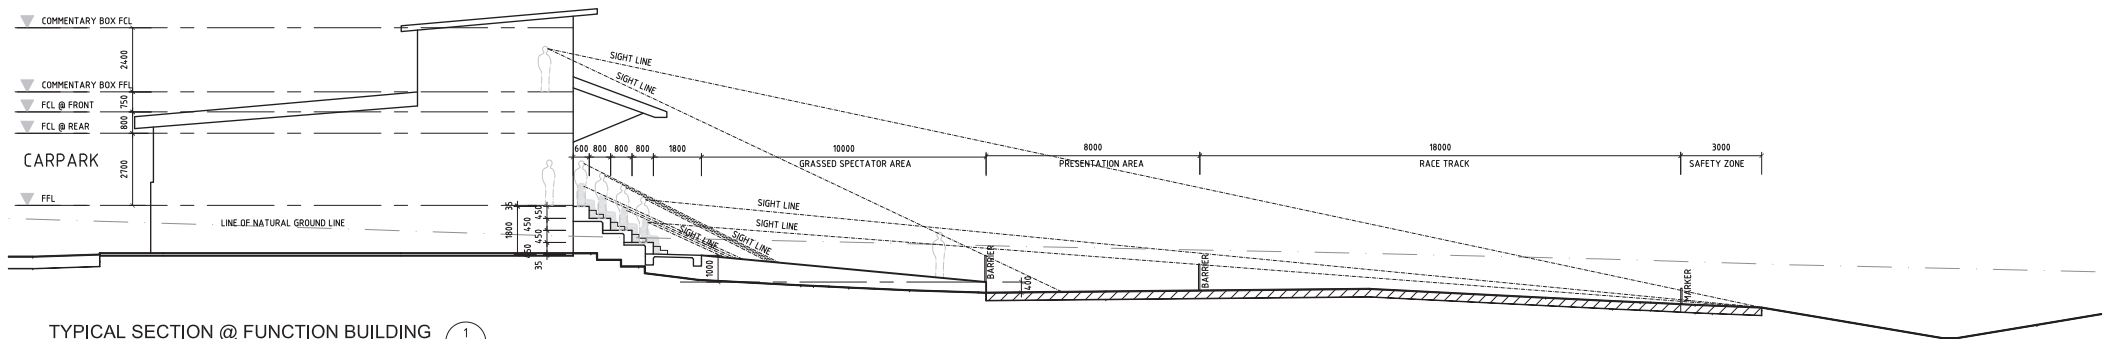 COMMENTARY BOX FCL
2400
SIGHT LINE
SIGHT LINE
COMMENTARY BOX FFL
750
FCL @ FRONT
800
FCL @ REAR
CARPARK
2700
600 800 800 800 1800 10000 8000 18000 3000
GRASSED SPECTATOR AREA PRESENTATION AREA RACE TRACK SAFETY ZONE
FFL
35
450
450
450
450
1800
35
LINE OF NATURAL GROUND LINE
SIGHT LINE
SIGHT LINE
SIGHT LINE
SIGHT LINE
1000
BARRIER
400
BARRIER
MARKER
TYPICAL SECTION @ FUNCTION BUILDING 1